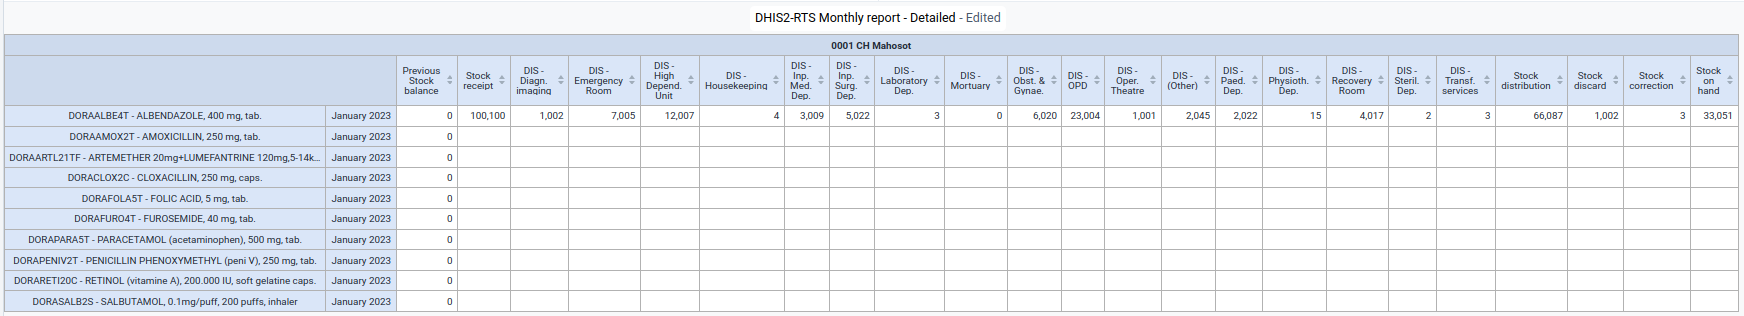 DHIS2-RTS Monthly report - Detailed - Edited
0001 CH Mahosot
Previous Stock balance
Stock receipt
DIS - Diagn. imaging
DIS - Emergency Room
DIS - High Depend. Unit
DIS - Housekeeping
DIS - Inp. Med. Dep.
DIS - Inp. Surg. Dep.
DIS - Laboratory Dep.
DIS - Mortuary
DIS - Obst. & Gynae.
DIS - OPD
DIS - Oper. Theatre
DIS - (Other)
DIS - Paed. Dep.
DIS - Physioth. Dep.
DIS - Recovery Room
DIS - Steril. Dep.
DIS - Transf. services
Stock distribution
Stock discard
Stock correction
Stock on hand
DORAALBE4T - ALBENDAZOLE, 400 mg, tab. January 2023 0 100,100 1,002 7,005 12,007 4 3,009 5,022 3 0 6,020 23,004 1,001 2,045 2,022 15 4,017 2 3 66,087 1,002 3 33,051
DORAAMOX2T - AMOXICILLIN, 250 mg, tab. January 2023 0
DORAARTL21TF - ARTEMETHER 20mg+LUMEFANTRINE 120mg,5-14k... January 2023 0
DORACLOX2C - CLOXACILLIN, 250 mg, caps. January 2023 0
DORAFOLA5T - FOLIC ACID, 5 mg, tab. January 2023 0
DORAFURO4T - FUROSEMIDE, 40 mg, tab. January 2023 0
DORAPARA5T - PARACETAMOL (acetaminophen), 500 mg, tab. January 2023 0
DORAPENIV2T - PENICILLIN PHENOXYMETHYL (peni V), 250 mg, tab. January 2023 0
DORARETI20C - RETINOL (vitamine A), 200.000 IU, soft gelatine caps. January 2023 0
DORASALB2S - SALBUTAMOL, 0.1mg/puff, 200 puffs, inhaler January 2023 0